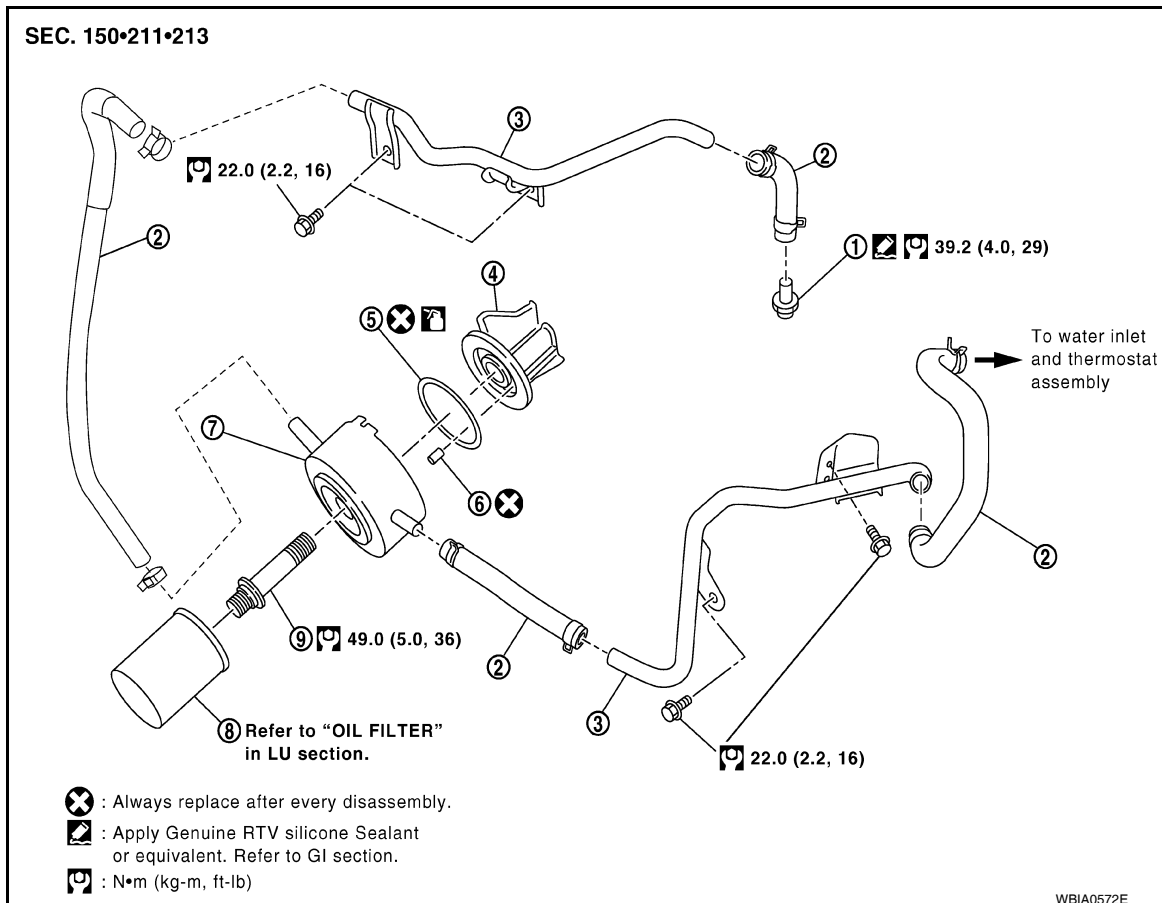 SEC. 150•211•213
3
2
22.0 (2.2, 16)
2
1 39.2 (4.0, 29)
4
5
To water inlet
and thermostat
assembly
7
6
2
9 49.0 (5.0, 36)
2
3
8 Refer to “OIL FILTER”
in LU section.
22.0 (2.2, 16)
: Always replace after every disassembly.
: Apply Genuine RTV silicone Sealant
or equivalent. Refer to GI section.
: N•m (kg-m, ft-lb)
WBIA0572E